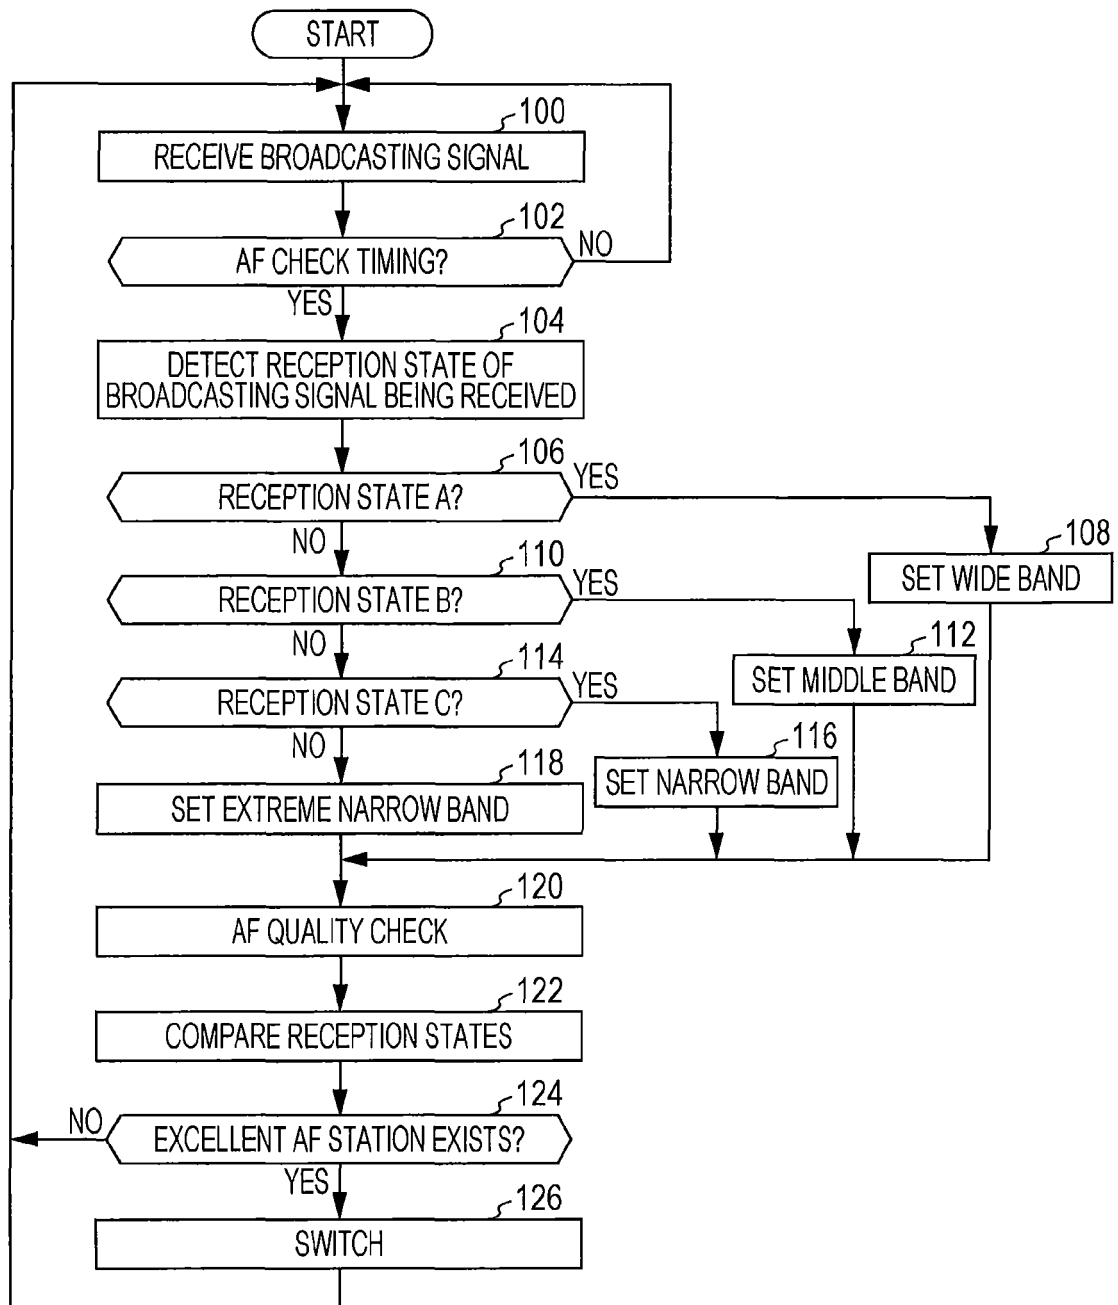 START
100
RECEIVE BROADCASTING SIGNAL
102
AF CHECK TIMING?
NO
YES
104
DETECT RECEPTION STATE OF
BROADCASTING SIGNAL BEING RECEIVED
106
RECEPTION STATE A?
YES
NO
108
SET WIDE BAND
110
RECEPTION STATE B?
YES
NO
112
SET MIDDLE BAND
114
RECEPTION STATE C?
YES
NO
116
SET NARROW BAND
118
SET EXTREME NARROW BAND
120
AF QUALITY CHECK
122
COMPARE RECEPTION STATES
124
EXCELLENT AF STATION EXISTS?
NO
YES
126
SWITCH